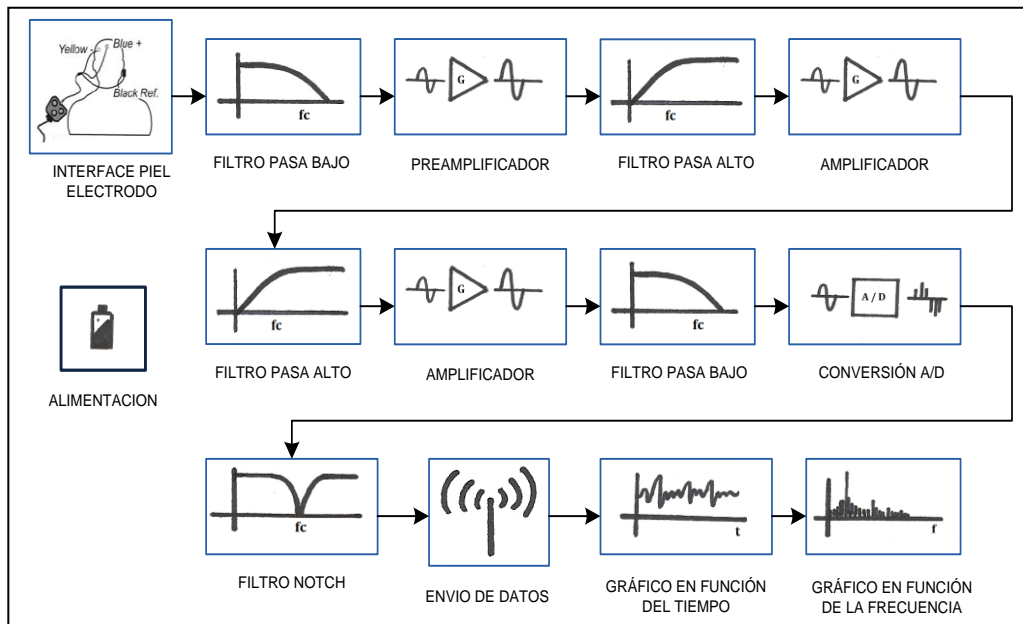 Yellow -
Blue +
Black Ref.
INTERFACE PIEL
ELECTRODO
fc
FILTRO PASA BAJO
G
PREAMPLIFICADOR
fc
FILTRO PASA ALTO
G
AMPLIFICADOR
ALIMENTACION
fc
FILTRO PASA ALTO
G
AMPLIFICADOR
fc
FILTRO PASA BAJO
A / D
CONVERSIÓN A/D
fc
FILTRO NOTCH
ENVIO DE DATOS
t
GRÁFICO EN FUNCIÓN
DEL TIEMPO
f
GRÁFICO EN FUNCIÓN
DE LA FRECUENCIA